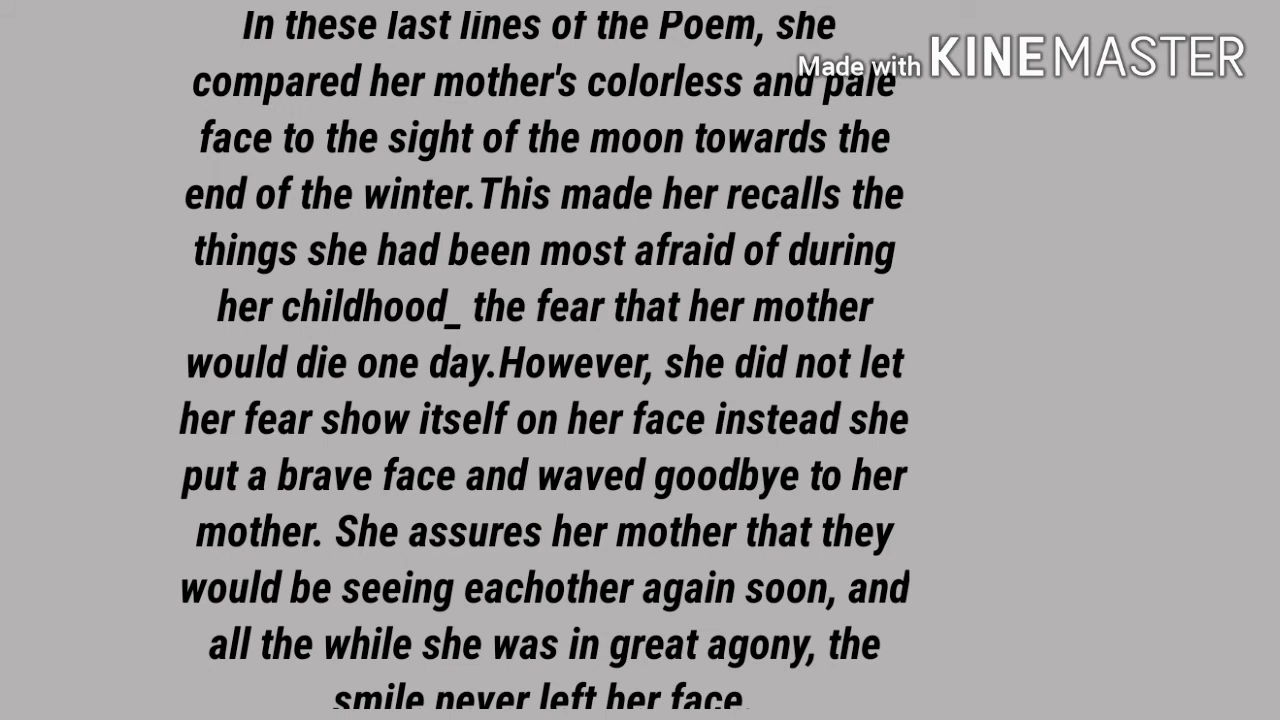 In these last lines of the Poem, she
compared her mother's colorless and pale
face to the sight of the moon towards the
end of the winter.This made her recalls the
things she had been most afraid of during
her childhood_ the fear that her mother
would die one day.However, she did not let
her fear show itself on her face instead she
put a brave face and waved goodbye to her
mother. She assures her mother that they
would be seeing eachother again soon, and
all the while she was in great agony, the
smile never left her face.
Made with KINEMASTER